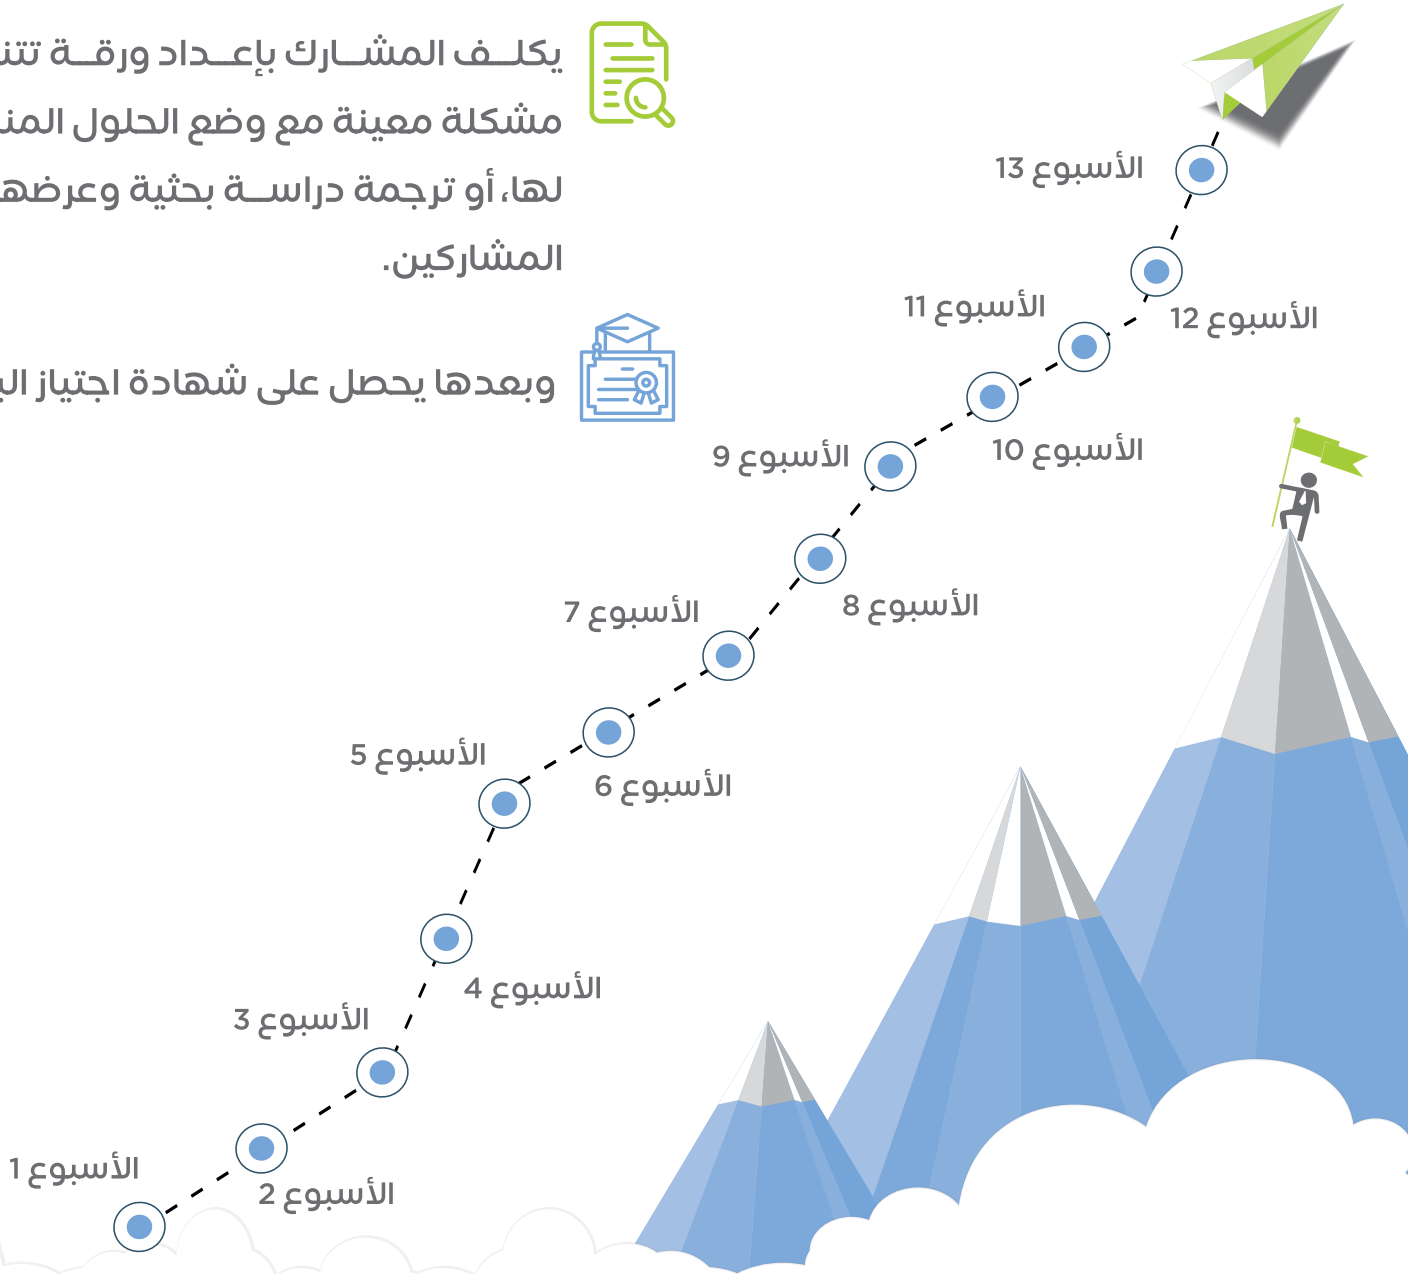 يكلف المشارك بإعداد ورقة
مشكلة معينة مع وضع الحلول
لها، أو ترجمة دراسة بحثية
المشاركين.
وبعدها يحصل على شهادة اجتياز
الأسبوع 13
الأسبوع 12
الأسبوع 11
الأسبوع 10
الأسبوع 9
الأسبوع 8
الأسبوع 7
الأسبوع 6
الأسبوع 5
الأسبوع 4
الأسبوع 3
الأسبوع 2
الأسبوع 1